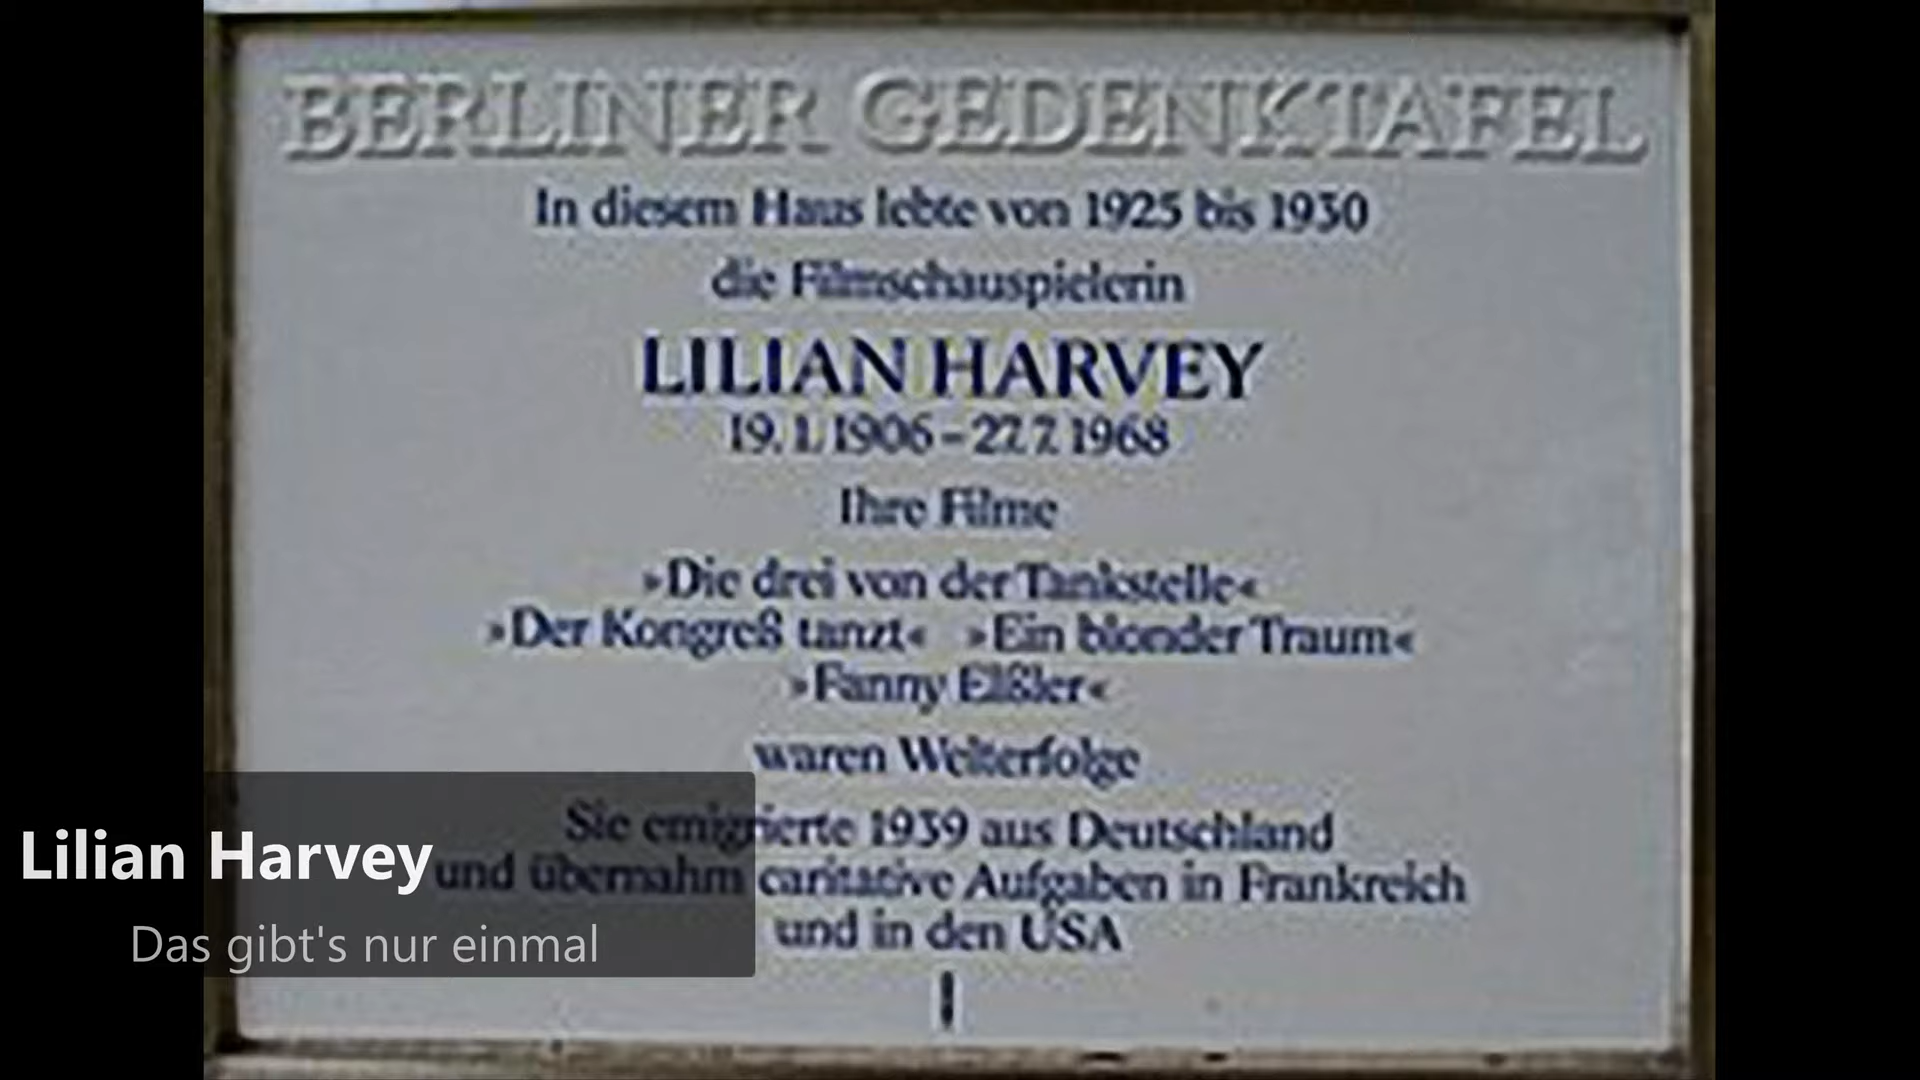 BERLINER GEDENKTAFEL
In diesem Haus lebte von 1925 bis 1930
die Filmschauspielerin
LILIAN HARVEY
19.1.1906 – 27.7.1968
Ihre Filme
»Die drei von der Tankstelle«
»Der Kongreß tanzt« »Ein blonder Traum«
»Fanny Elßler«
waren Welterfolge
Sie emigrierte 1939 aus Deutschland
und übernahm caritative Aufgaben in Frankreich
und in den USA
Lilian Harvey
Das gibt's nur einmal